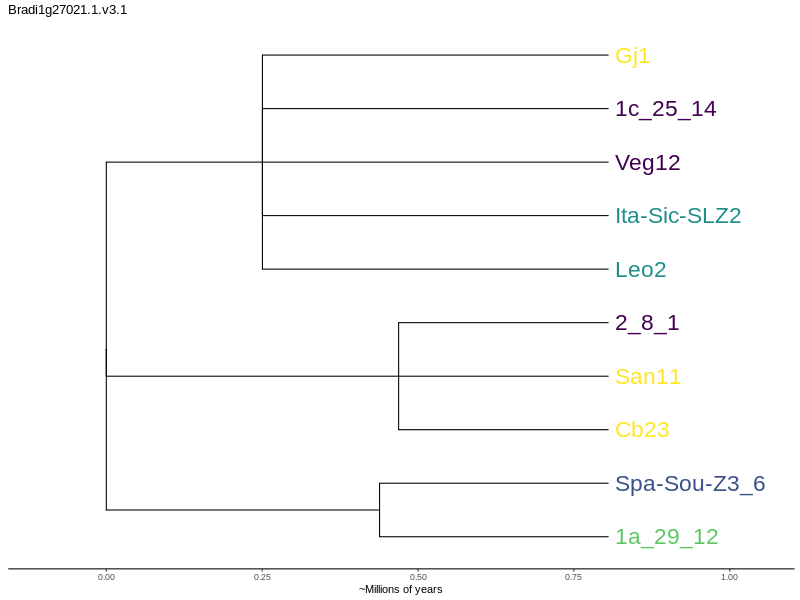 Bradi1g27021.1.v3.1
Gj1
1c_25_14
Veg12
Ita-Sic-SLZ2
Leo2
2_8_1
San11
Cb23
Spa-Sou-Z3_6
1a_29_12
0.00 0.25 0.50 0.75 1.00
~Millions of years